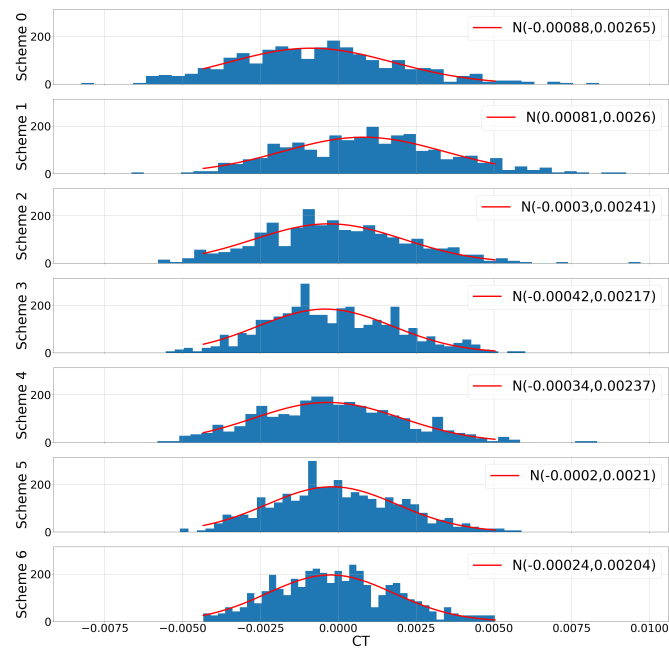 Scheme 0
200
0
N(-0.00088,0.00265)
Scheme 1
200
0
N(0.00081,0.0026)
Scheme 2
200
0
N(-0.0003,0.00241)
Scheme 3
200
0
N(-0.00042,0.00217)
Scheme 4
200
0
N(-0.00034,0.00237)
Scheme 5
200
0
N(-0.0002,0.0021)
Scheme 6
200
0
N(-0.00024,0.00204)
−0.0075 −0.0050 −0.0025 0.0000 0.0025 0.0050 0.0075 0.0100
CT